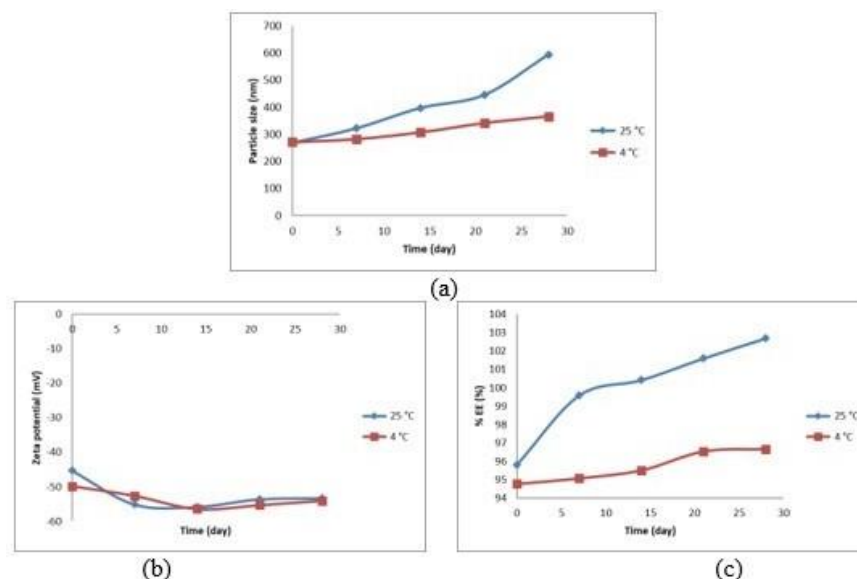 700
600
500
400
300
200
100
0
Particle size (nm)
0 5 10 15 20 25 30
Time (day)
25 °C
4 °C
(a)
0
-10
-20
-30
-40
-50
-60
Zeta potential (mV)
0 5 10 15 20 25 30
Time (day)
25 °C
4 °C
(b)
104
103
102
101
100
99
98
97
96
95
94
% EE (%)
0 5 10 15 20 25 30
Time (day)
25 °C
4 °C
(c)